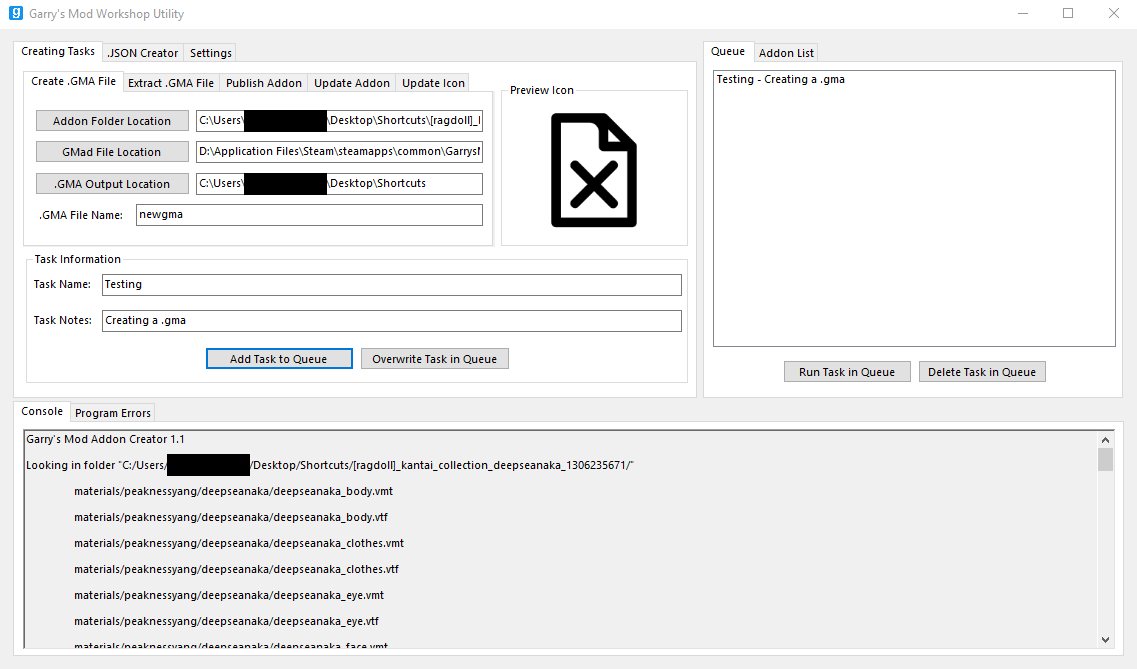 Garry's Mod Workshop Utility
Creating Tasks .JSON Creator Settings
Create .GMA File Extract .GMA File Publish Addon Update Addon Update Icon
Addon Folder Location C:\Users\ \Desktop\Shortcuts\[ragdoll]_
GMad File Location D:\Application Files\Steam\steamapps\common\Garrys
.GMA Output Location C:\Users\ \Desktop\Shortcuts
.GMA File Name: newgma
Preview Icon
Task Information
Task Name: Testing
Task Notes: Creating a .gma
Add Task to Queue Overwrite Task in Queue
Queue Addon List
Testing - Creating a .gma
Run Task in Queue Delete Task in Queue
Console Program Errors
Garry's Mod Addon Creator 1.1
Looking in folder "C:/Users/ /Desktop/Shortcuts/[ragdoll]_kantai_collection_deepseanaka_1306235671/"
materials/peaknessyang/deepseanaka/deepseanaka_body.vmt
materials/peaknessyang/deepseanaka/deepseanaka_body.vtf
materials/peaknessyang/deepseanaka/deepseanaka_clothes.vmt
materials/peaknessyang/deepseanaka/deepseanaka_clothes.vtf
materials/peaknessyang/deepseanaka/deepseanaka_eye.vmt
materials/peaknessyang/deepseanaka/deepseanaka_eye.vtf
materials/peaknessyang/deepseanaka/deepseanaka_face.vmt